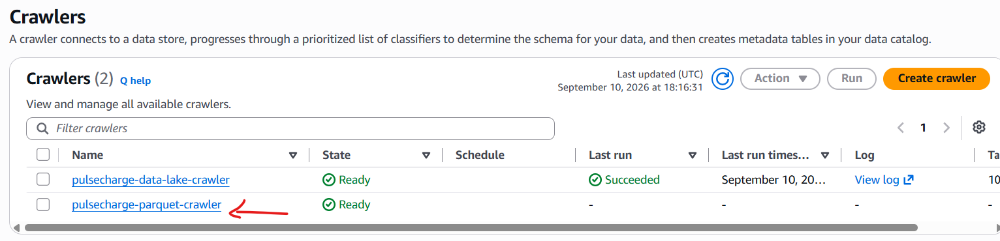 Crawlers
A crawler connects to a data store, progresses through a prioritized list of classifiers to determine the schema for your data, and then creates metadata tables in your data catalog.
Crawlers (2) Q help
Last updated (UTC)
September 10, 2026 at 18:16:31
Action
Run
Create crawler
View and manage all available crawlers.
Filter crawlers
1
Name State Schedule Last run Last run times... Log Ta
pulsecharge-data-lake-crawler Ready Succeeded September 10, 20... View log 10
pulsecharge-parquet-crawler Ready - - - -